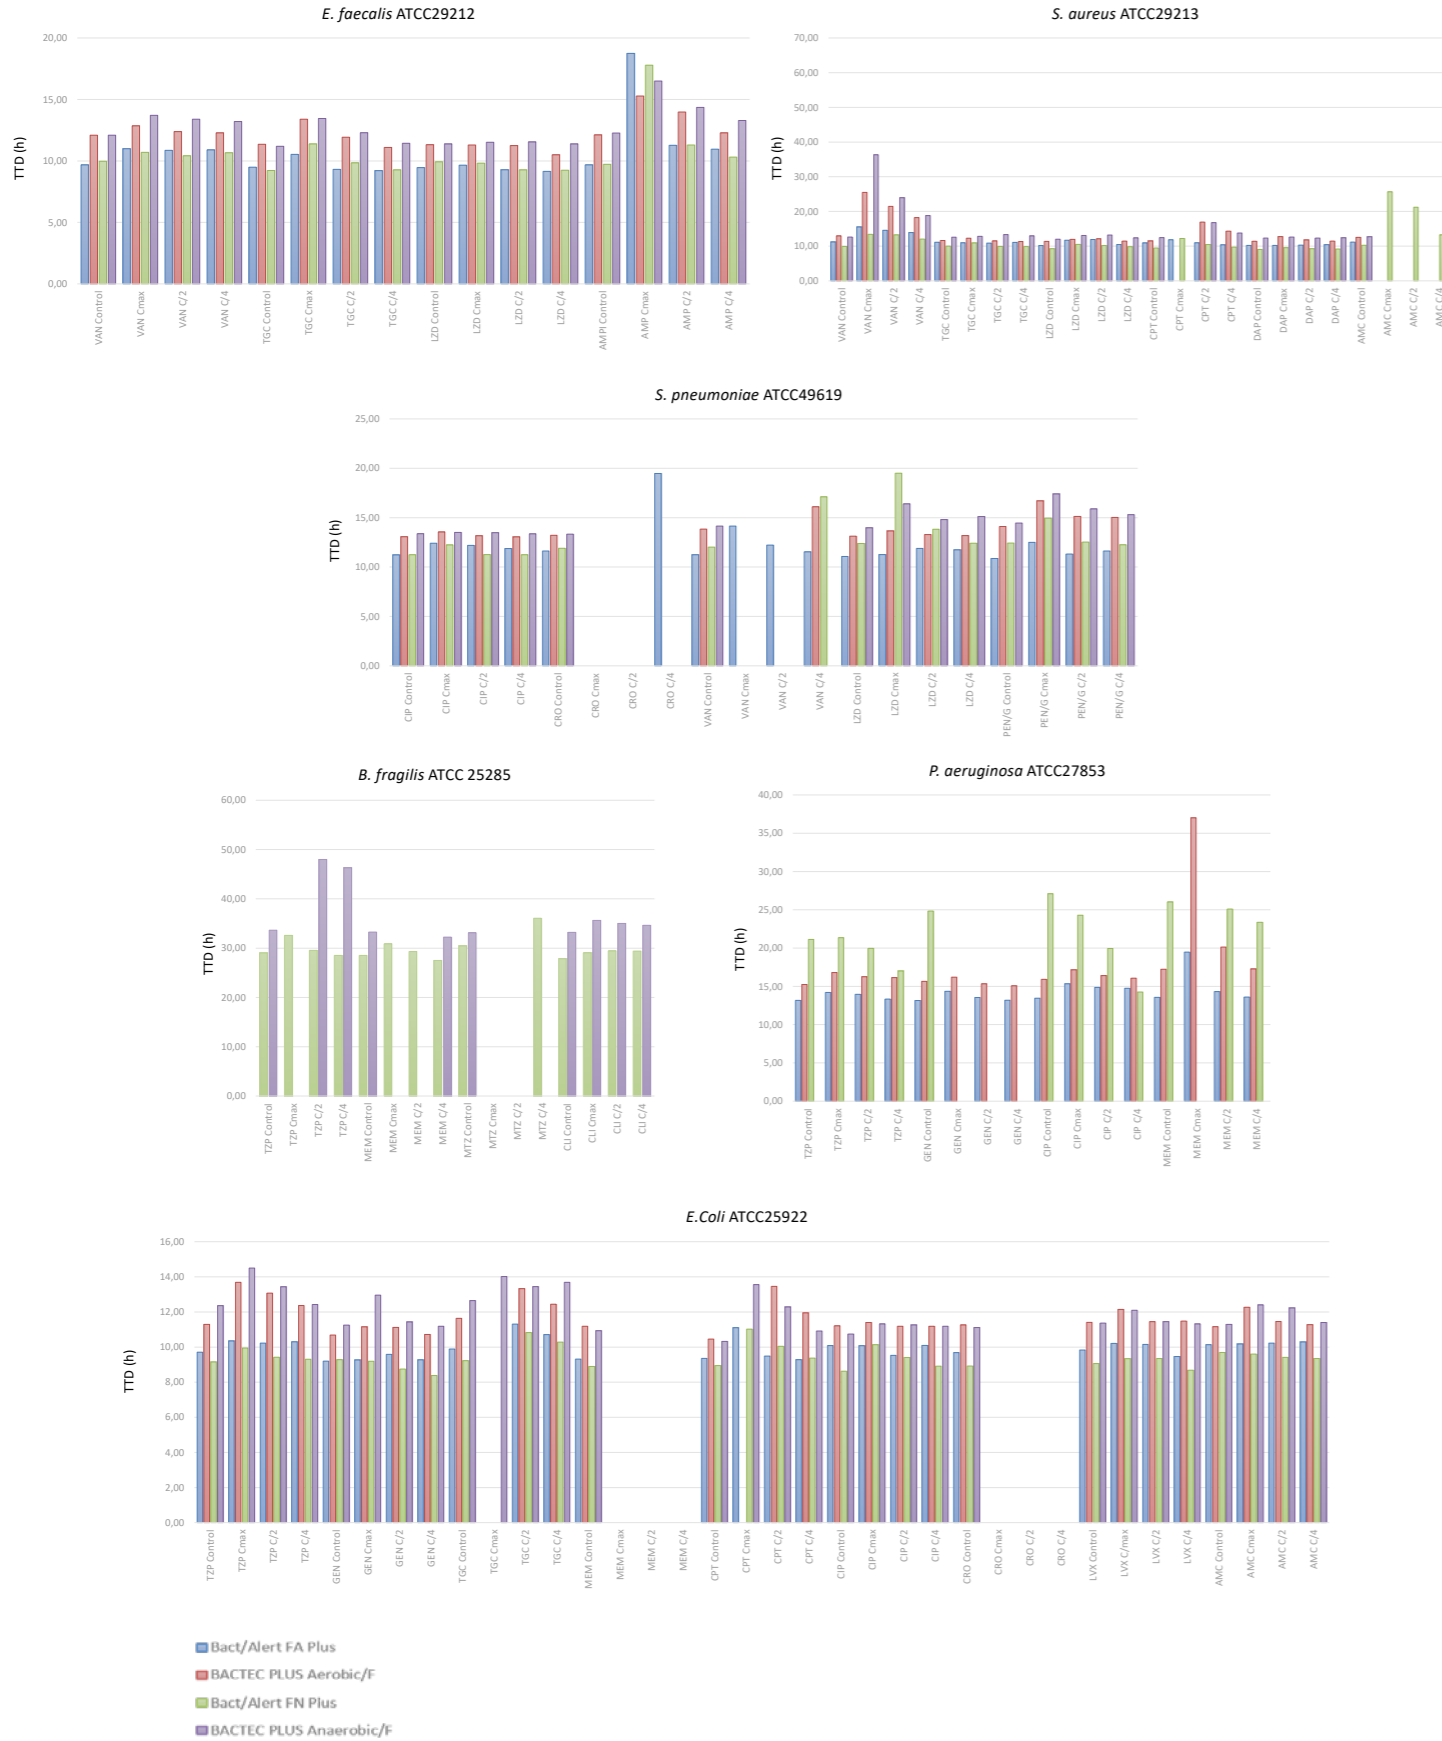 E. faecalis ATCC29212
20,00
15,00
10,00
5,00
0,00
TTD (h)
VAN Control
VAN Cmax
VAN C/2
VAN C/4
TGC Control
TGC Cmax
TGC C/2
TGC C/4
LZD Control
LZD Cmax
LZD C/2
LZD C/4
AMPI Control
AMP Cmax
AMP C/2
AMP C/4
S. aureus ATCC29213
70,00
60,00
50,00
40,00
30,00
20,00
10,00
0,00
TTD (h)
VAN Control
VAN Cmax
VAN C/2
VAN C/4
TGC Control
TGC Cmax
TGC C/2
TGC C/4
LZD Control
LZD Cmax
LZD C/2
LZD C/4
CPT Control
CPT Cmax
CPT C/2
CPT C/4
DAP Control
DAP Cmax
DAP C/2
DAP C/4
AMC Control
AMC Cmax
AMC C/2
AMC C/4
S. pneumoniae ATCC49619
25,00
20,00
15,00
10,00
5,00
0,00
TTD (h)
CIP Control
CIP Cmax
CIP C/2
CIP C/4
CRO Control
CRO Cmax
CRO C/2
CRO C/4
VAN Control
VAN Cmax
VAN C/2
VAN C/4
LZD Control
LZD Cmax
LZD C/2
LZD C/4
PEN/G Control
PEN/G Cmax
PEN/G C/2
PEN/G C/4
B. fragilis ATCC 25285
60,00
50,00
40,00
30,00
20,00
10,00
0,00
TTD (h)
TZP Control
TZP Cmax
TZP C/2
TZP C/4
MEM Control
MEM Cmax
MEM C/2
MEM C/4
MTZ Control
MTZ Cmax
MTZ C/2
MTZ C/4
CLI Control
CLI Cmax
CLI C/2
CLI C/4
P. aeruginosa ATCC27853
40,00
35,00
30,00
25,00
20,00
15,00
10,00
5,00
0,00
TTD (h)
TZP Control
TZP Cmax
TZP C/2
TZP C/4
GEN Control
GEN Cmax
GEN C/2
GEN C/4
CIP Control
CIP Cmax
CIP C/2
CIP C/4
MEM Control
MEM Cmax
MEM C/2
MEM C/4
E.Coli ATCC25922
16,00
14,00
12,00
10,00
8,00
6,00
4,00
2,00
0,00
TTD (h)
TZP Control
TZP Cmax
TZP C/2
TZP C/4
GEN Control
GEN Cmax
GEN C/2
GEN C/4
TGC Control
TGC Cmax
TGC C/2
TGC C/4
MEM Control
MEM Cmax
MEM C/2
MEM C/4
CPT Control
CPT Cmax
CPT C/2
CPT C/4
CIP Control
CIP Cmax
CIP C/2
CIP C/4
CRO Control
CRO Cmax
CRO C/2
CRO C/4
LVX Control
LVX C/max
LVX C/2
LVX C/4
AMC Control
AMC Cmax
AMC C/2
AMC C/4
Bact/Alert FA Plus
BACTEC PLUS Aerobic/F
Bact/Alert FN Plus
BACTEC PLUS Anaerobic/F